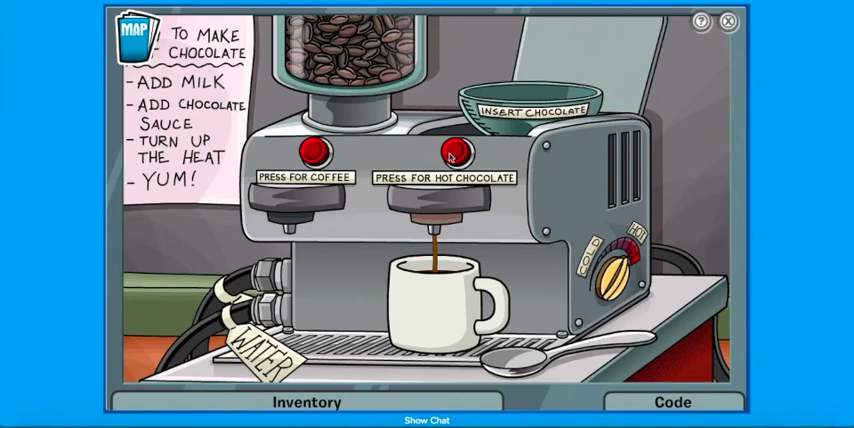 MAP
TO MAKE
CHOCOLATE
- ADD MILK
- ADD CHOCOLATE
SAUCE
- TURN UP
THE HEAT
- YUM!
INSERT CHOCOLATE
PRESS FOR COFFEE
PRESS FOR HOT CHOCOLATE
COLD
HOT
WATER
Inventory
Code
Show Chat